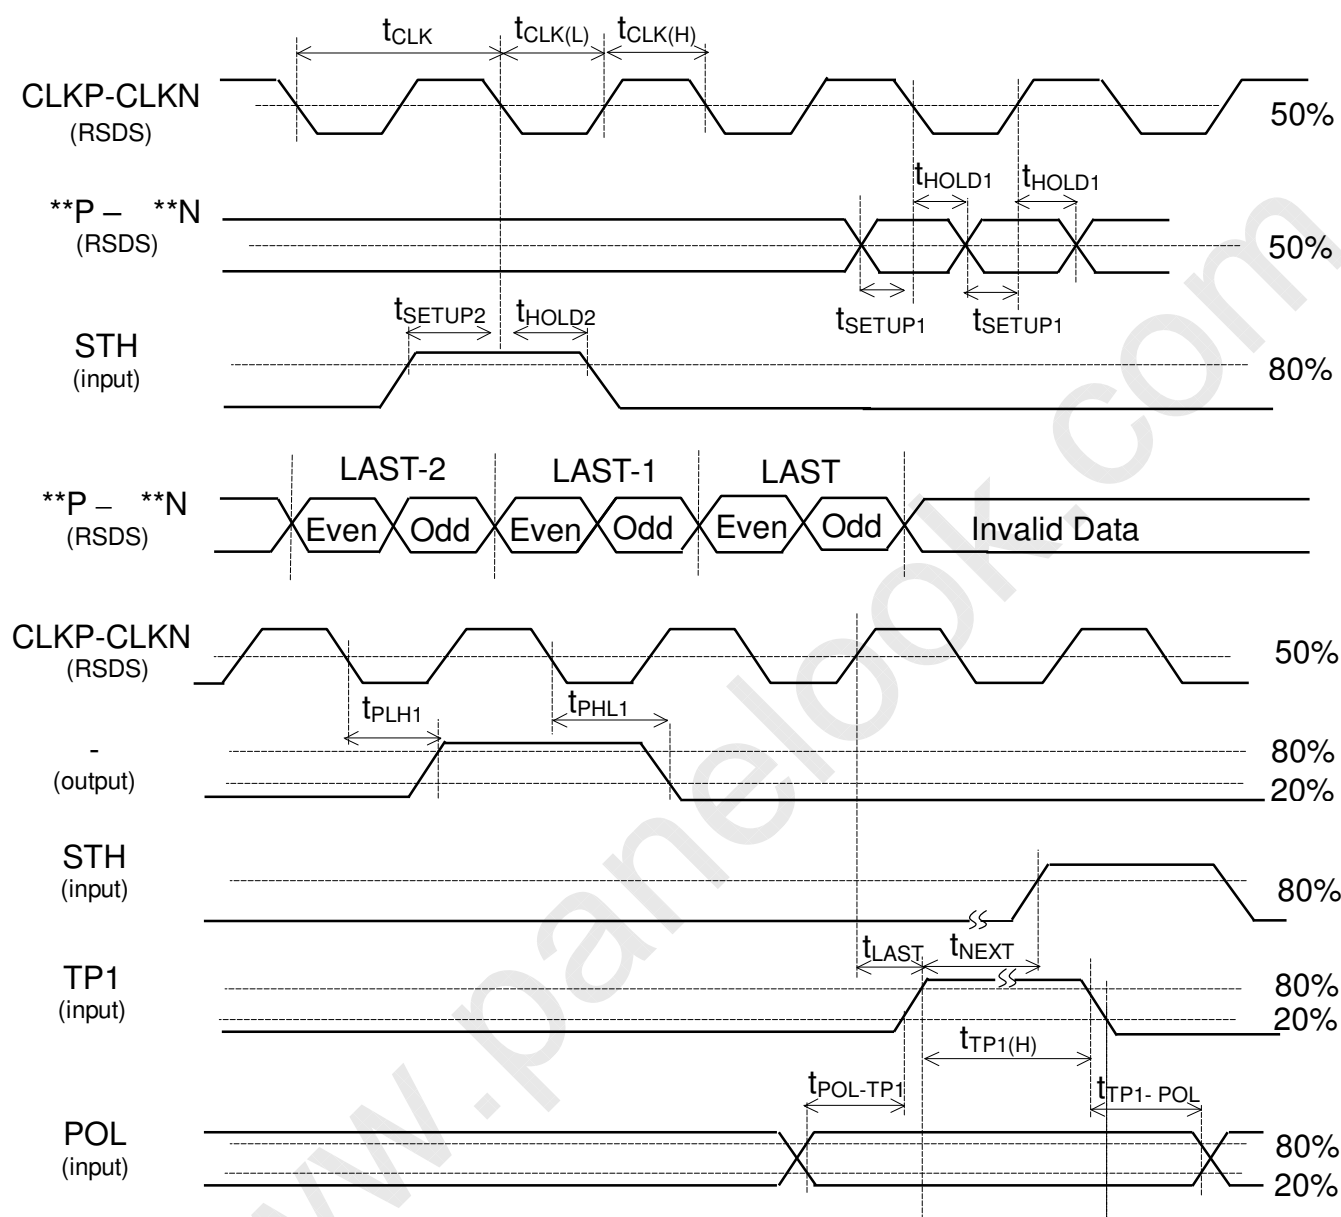 tCLK tCLK(L) tCLK(H)
CLKP-CLKN
(RSDS)
50%
tHOLD1 tHOLD1
**P – **N
(RSDS)
50%
tSETUP1 tSETUP1
tSETUP2 tHOLD2
STH
(input)
80%
LAST-2 LAST-1 LAST
**P – **N
(RSDS)
Even Odd Even Odd Even Odd Invalid Data
CLKP-CLKN
(RSDS)
50%
tPLH1 tPHL1
-
(output)
80%
20%
STH
(input)
80%
tLAST tNEXT
TP1
(input)
80%
20%
tTP1(H)
tPOL-TP1 tTP1- POL
POL
(input)
80%
20%
w.panelook.com